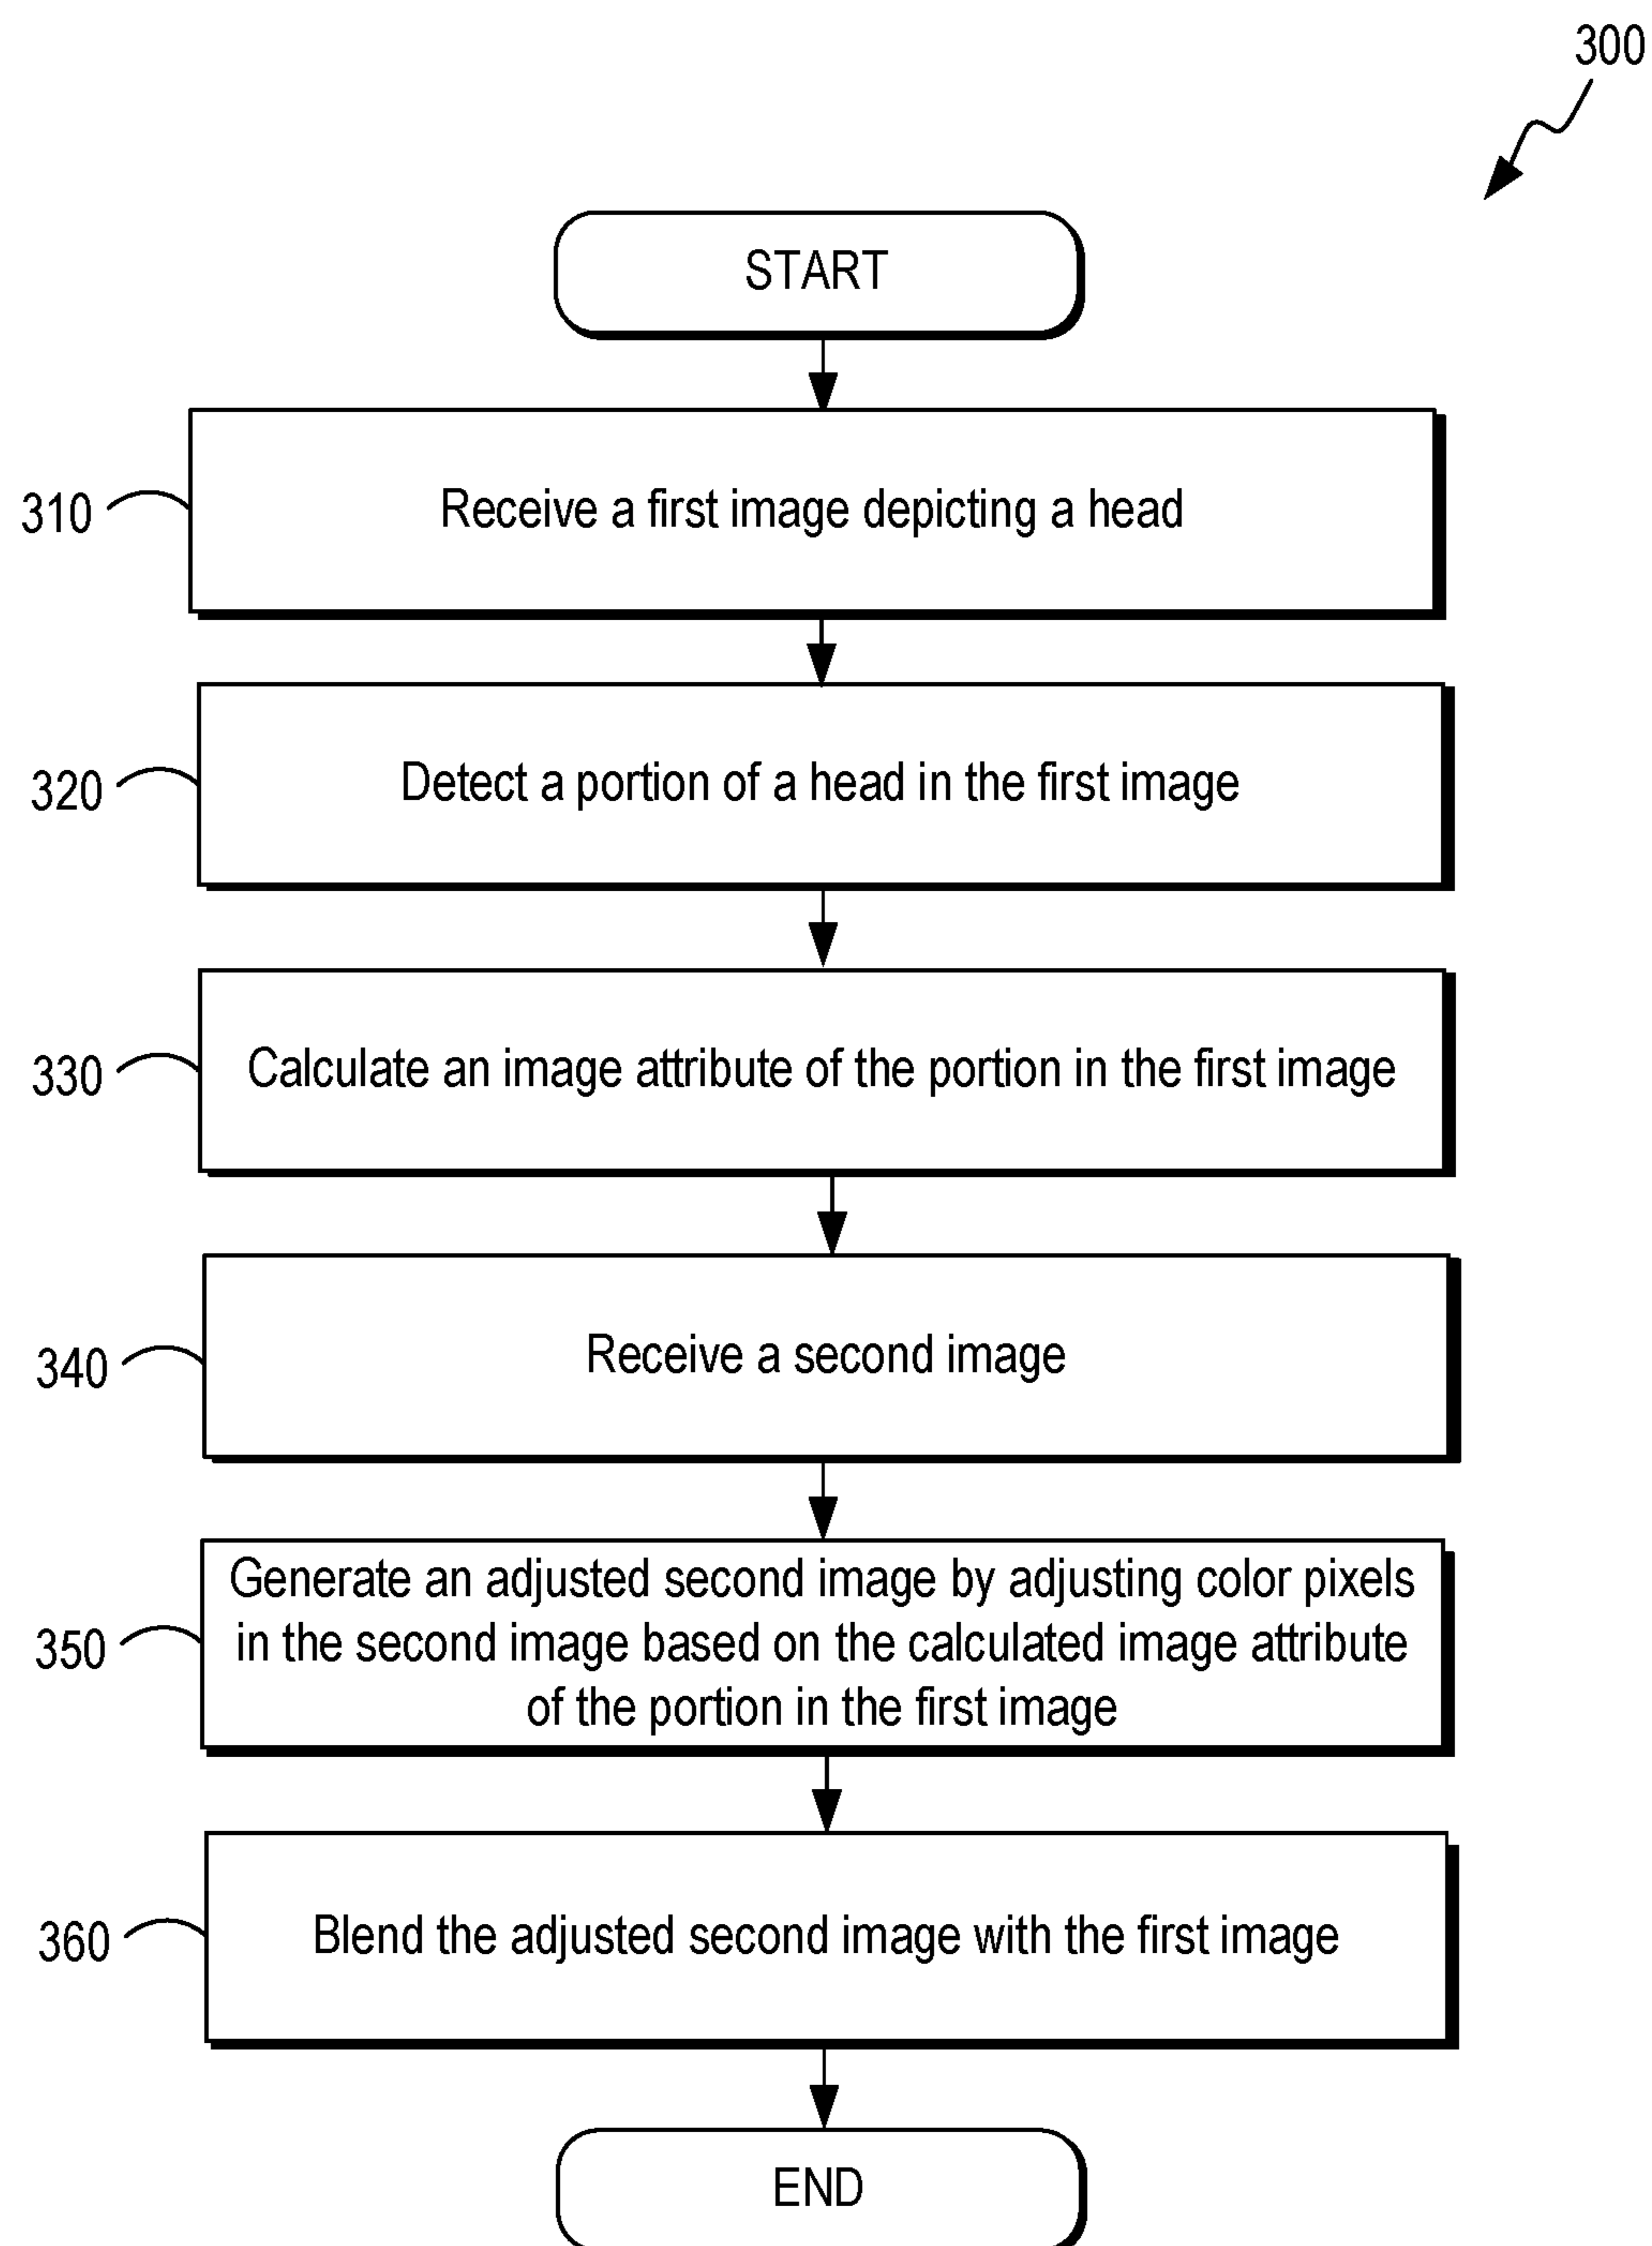 300
START
310
Receive a first image depicting a head
320
Detect a portion of a head in the first image
330
Calculate an image attribute of the portion in the first image
340
Receive a second image
350
Generate an adjusted second image by adjusting color pixels
in the second image based on the calculated image attribute
of the portion in the first image
360
Blend the adjusted second image with the first image
END